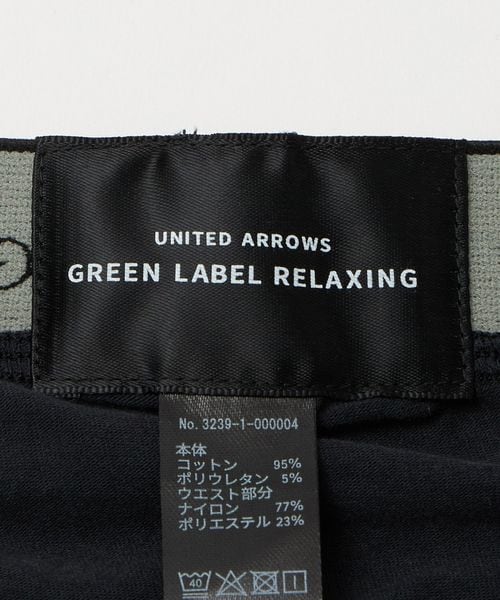 UNITED ARROWS
GREEN LABEL RELAXING
No. 3239-1-000004
本体
コットン 95%
ポリウレタン 5%
ウエスト部分
ナイロン 77%
ポリエステル 23%
40